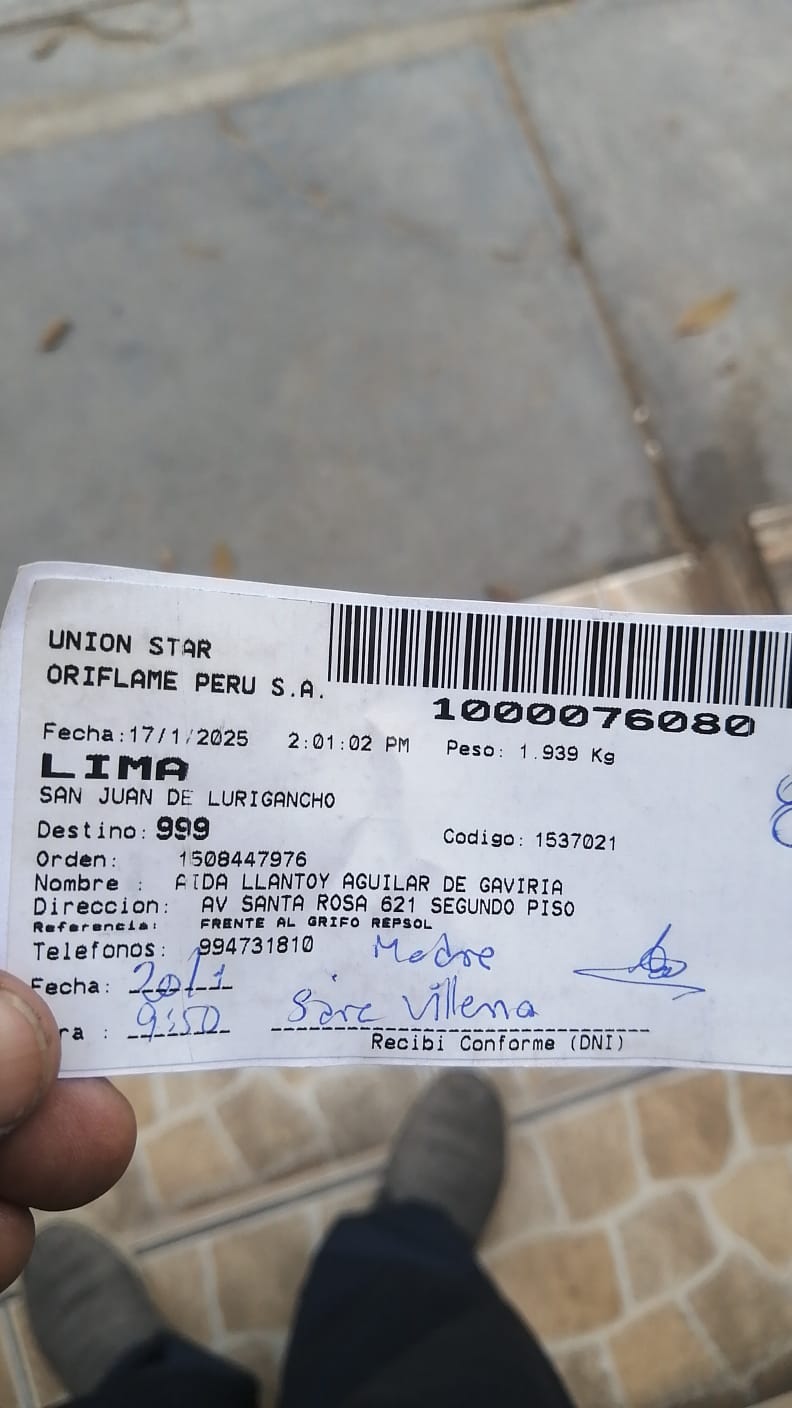 UNION STAR
ORIFLAME PERU S.A.
1000076080
Fecha:17/1/2025 2:01:02 PM Peso: 1.939 Kg
LIMA
SAN JUAN DE LURIGANCHO
Destino: 999 Codigo: 1537021
Orden: 1508447976
Nombre : AIDA LLANTOY AGUILAR DE GAVIRIA
Direccion: AV SANTA ROSA 621 SEGUNDO PISO
Referencia: FRENTE AL GRIFO REPSOL
Telefonos: 994731810 Madre
Fecha: 20/1
ra : 9:50 Villena
Recibi Conforme (DNI)